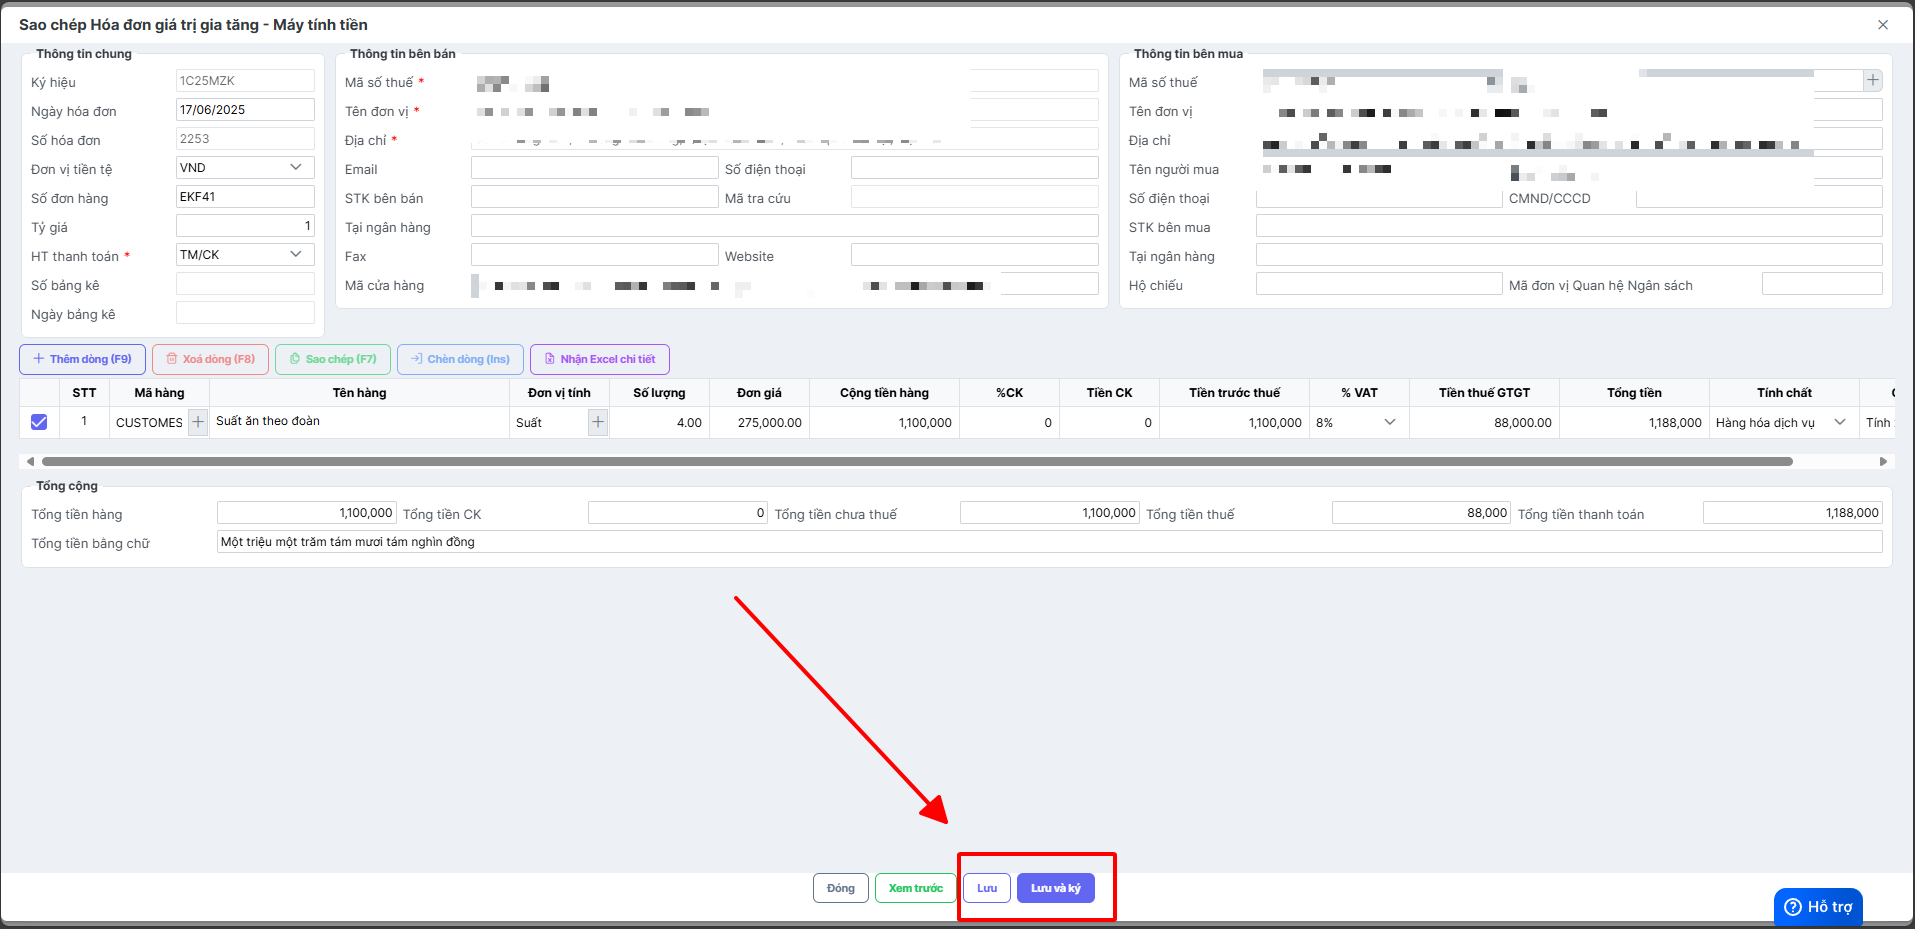 Sao chép Hóa đơn giá trị gia tăng - Máy tính tiền
Thông tin chung
Ký hiệu 1C25MZK
Ngày hóa đơn 17/06/2025
Số hóa đơn 2253
Đơn vị tiền tệ VND
Số đơn hàng EKF41
Tỷ giá 1
HT thanh toán * TM/CK
Số bảng kê
Ngày bảng kê
Thông tin bên bán
Mã số thuế *
Tên đơn vị *
Địa chỉ *
Email Số điện thoại
STK bên bán Mã tra cứu
Tại ngân hàng
Fax Website
Mã cửa hàng
Thông tin bên mua
Mã số thuế
Tên đơn vị
Địa chỉ
Tên người mua
Số điện thoại CMND/CCCD
STK bên mua
Tại ngân hàng
Hộ chiếu Mã đơn vị Quan hệ Ngân sách
Thêm dòng (F9) Xoá dòng (F8) Sao chép (F7) Chèn dòng (Ins) Nhận Excel chi tiết
STT Mã hàng Tên hàng Đơn vị tính Số lượng Đơn giá Cộng tiền hàng %CK Tiền CK Tiền trước thuế % VAT Tiền thuế GTGT Tổng tiền Tính chất
1 CUSTOMES Suất ăn theo đoàn Suất 4.00 275,000.00 1,100,000 0 0 1,100,000 8% 88,000.00 1,188,000 Hàng hóa dịch vụ Tính
Tổng cộng
Tổng tiền hàng 1,100,000 Tổng tiền CK 0 Tổng tiền chưa thuế 1,100,000 Tổng tiền thuế 88,000 Tổng tiền thanh toán 1,188,000
Tổng tiền bằng chữ Một triệu một trăm tám mươi tám nghìn đồng
Đóng Xem trước Lưu Lưu và ký
Hỗ trợ